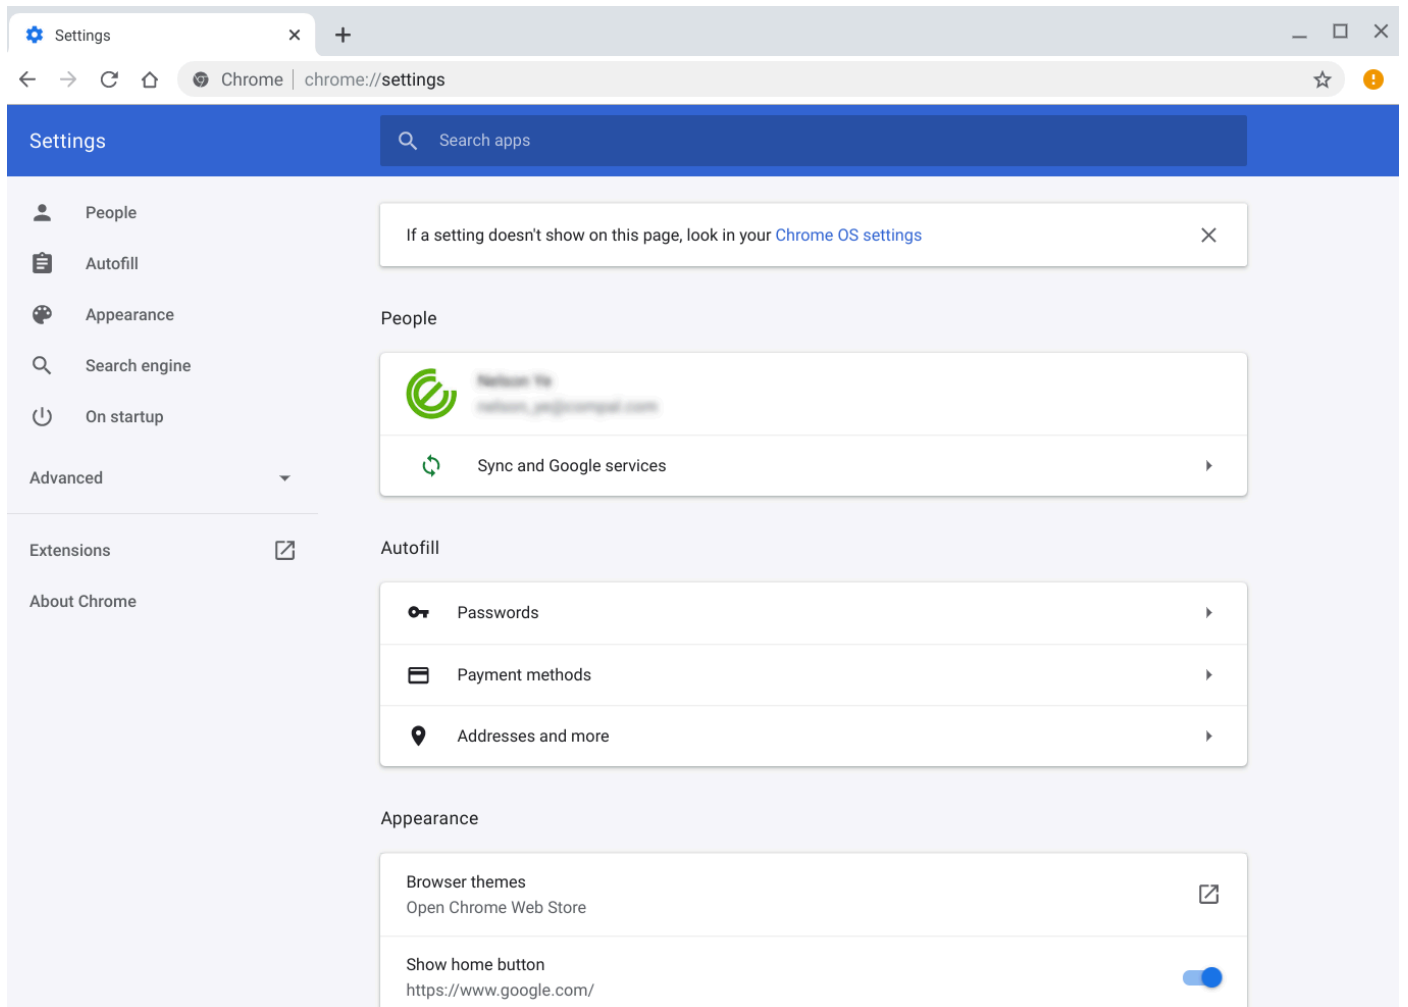 Settings
Chrome | chrome://settings
Settings
Search apps
People
Autofill
Appearance
Search engine
On startup
Advanced
Extensions
About Chrome
If a setting doesn't show on this page, look in your Chrome OS settings
People
Sync and Google services
Autofill
Passwords
Payment methods
Addresses and more
Appearance
Browser themes
Open Chrome Web Store
Show home button
https://www.google.com/